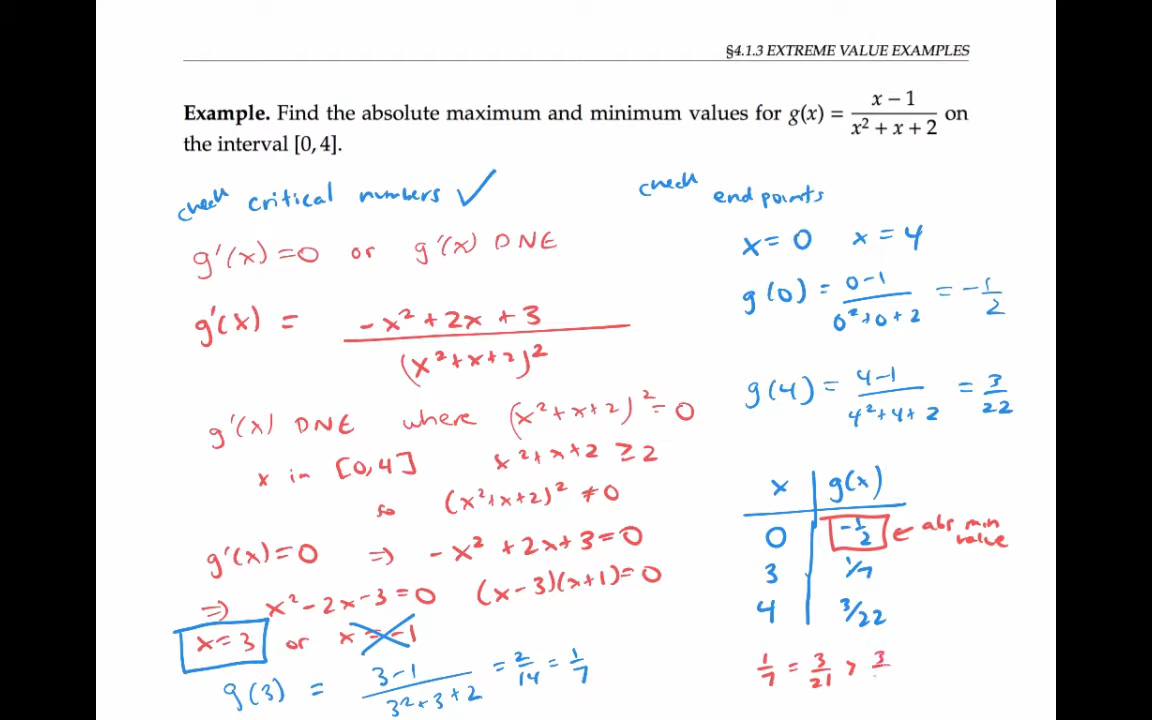 §4.1.3 EXTREME VALUE EXAMPLES
Example. Find the absolute maximum and minimum values for g(x) = (x − 1)/(x² + x + 2) on
the interval [0, 4].
check critical numbers ✓
g'(x) = 0 or g'(x) DNE
g'(x) = (-x² + 2x + 3)/(x² + x + 2)²
g'(x) DNE where (x² + x + 2)² = 0
x in [0, 4] x² + x + 2 ≥ 2
so (x² + x + 2)² ≠ 0
g'(x) = 0 ⇒ -x² + 2x + 3 = 0
⇒ x² - 2x - 3 = 0 (x - 3)(x + 1) = 0
x = 3 or x = -1
g(3) = (3 - 1)/(3² + 3 + 2) = 2/14 = 1/7
check end points
x = 0 x = 4
g(0) = (0 - 1)/(0² + 0 + 2) = -1/2
g(4) = (4 - 1)/(4² + 4 + 2) = 3/22
x g(x)
0 -1/2 ← abs min value
3 1/7
4 3/22
1/7 = 3/21 > 3